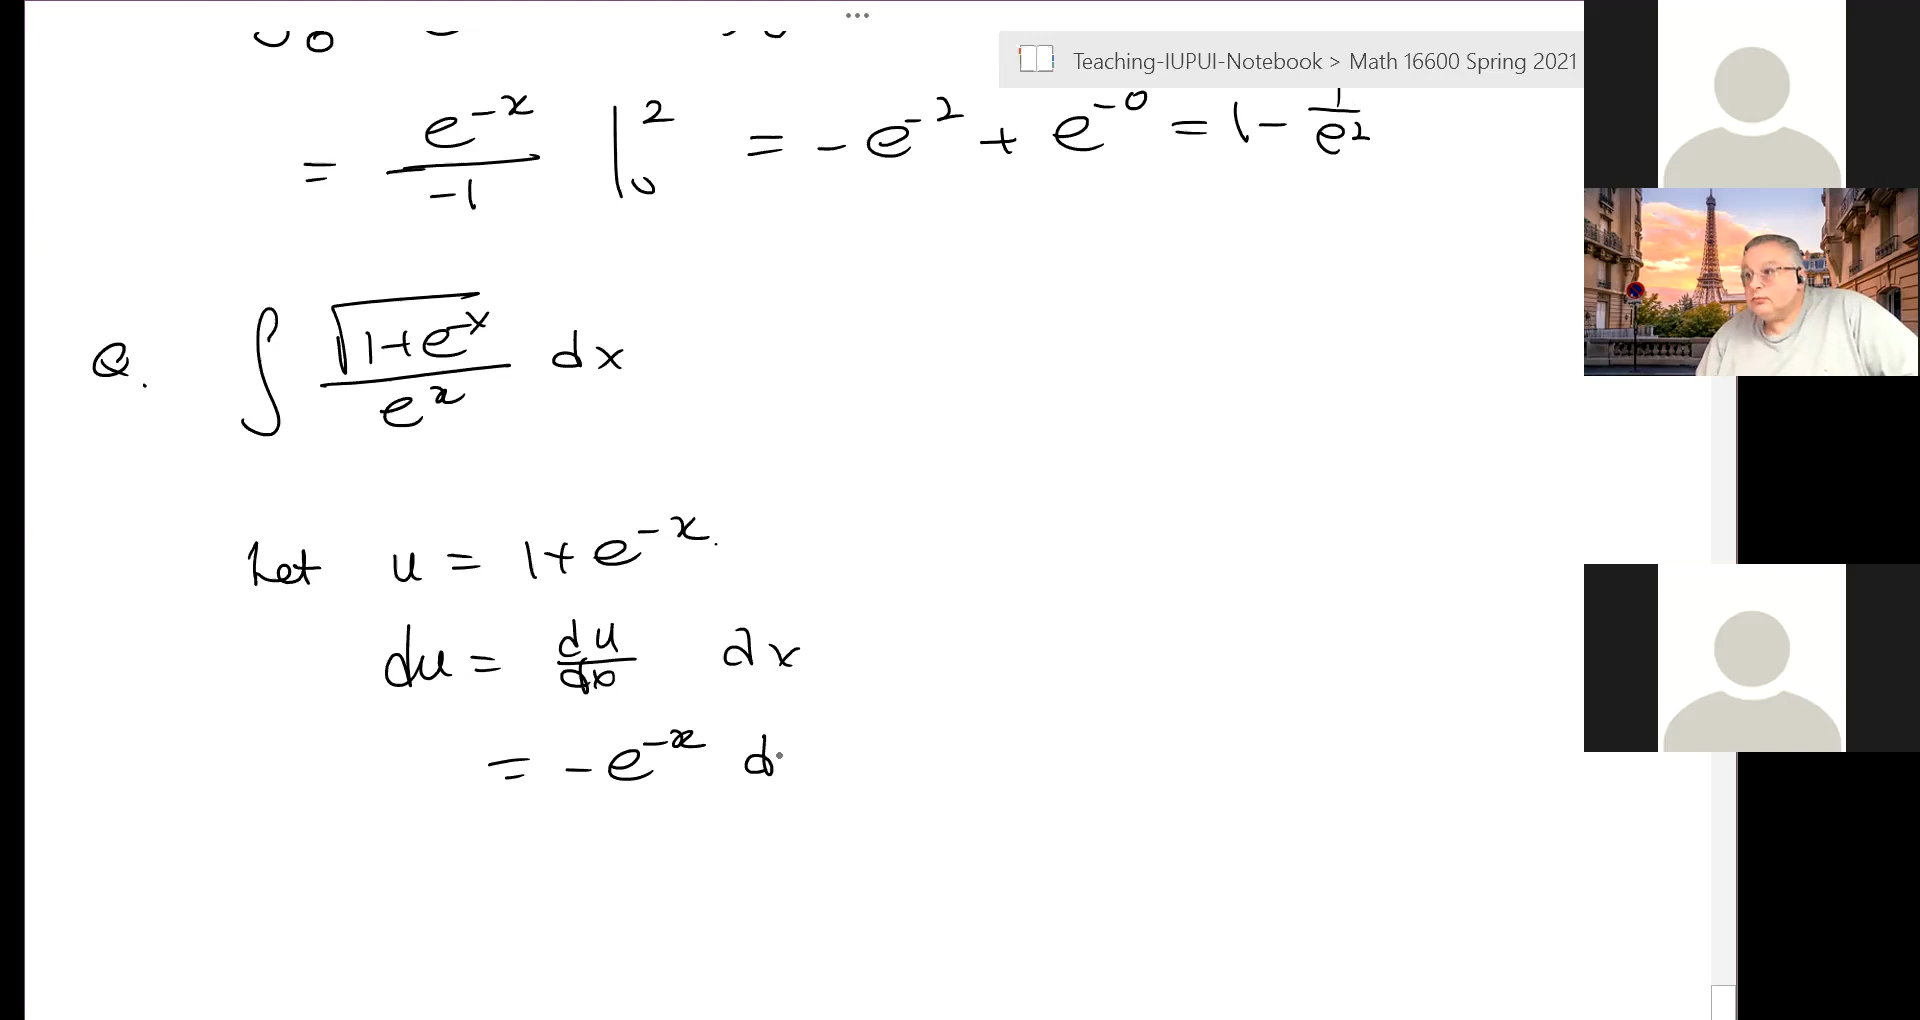 Teaching-IUPUI-Notebook > Math 16600 Spring 2021
= e^{-x}/-1 |_0^2 = -e^{-2} + e^{-0} = 1 - 1/e^2
Q. ∫ √(1+e^{-x})/e^x dx
Let u = 1+e^{-x}.
du = du/dx dx
= -e^{-x} d